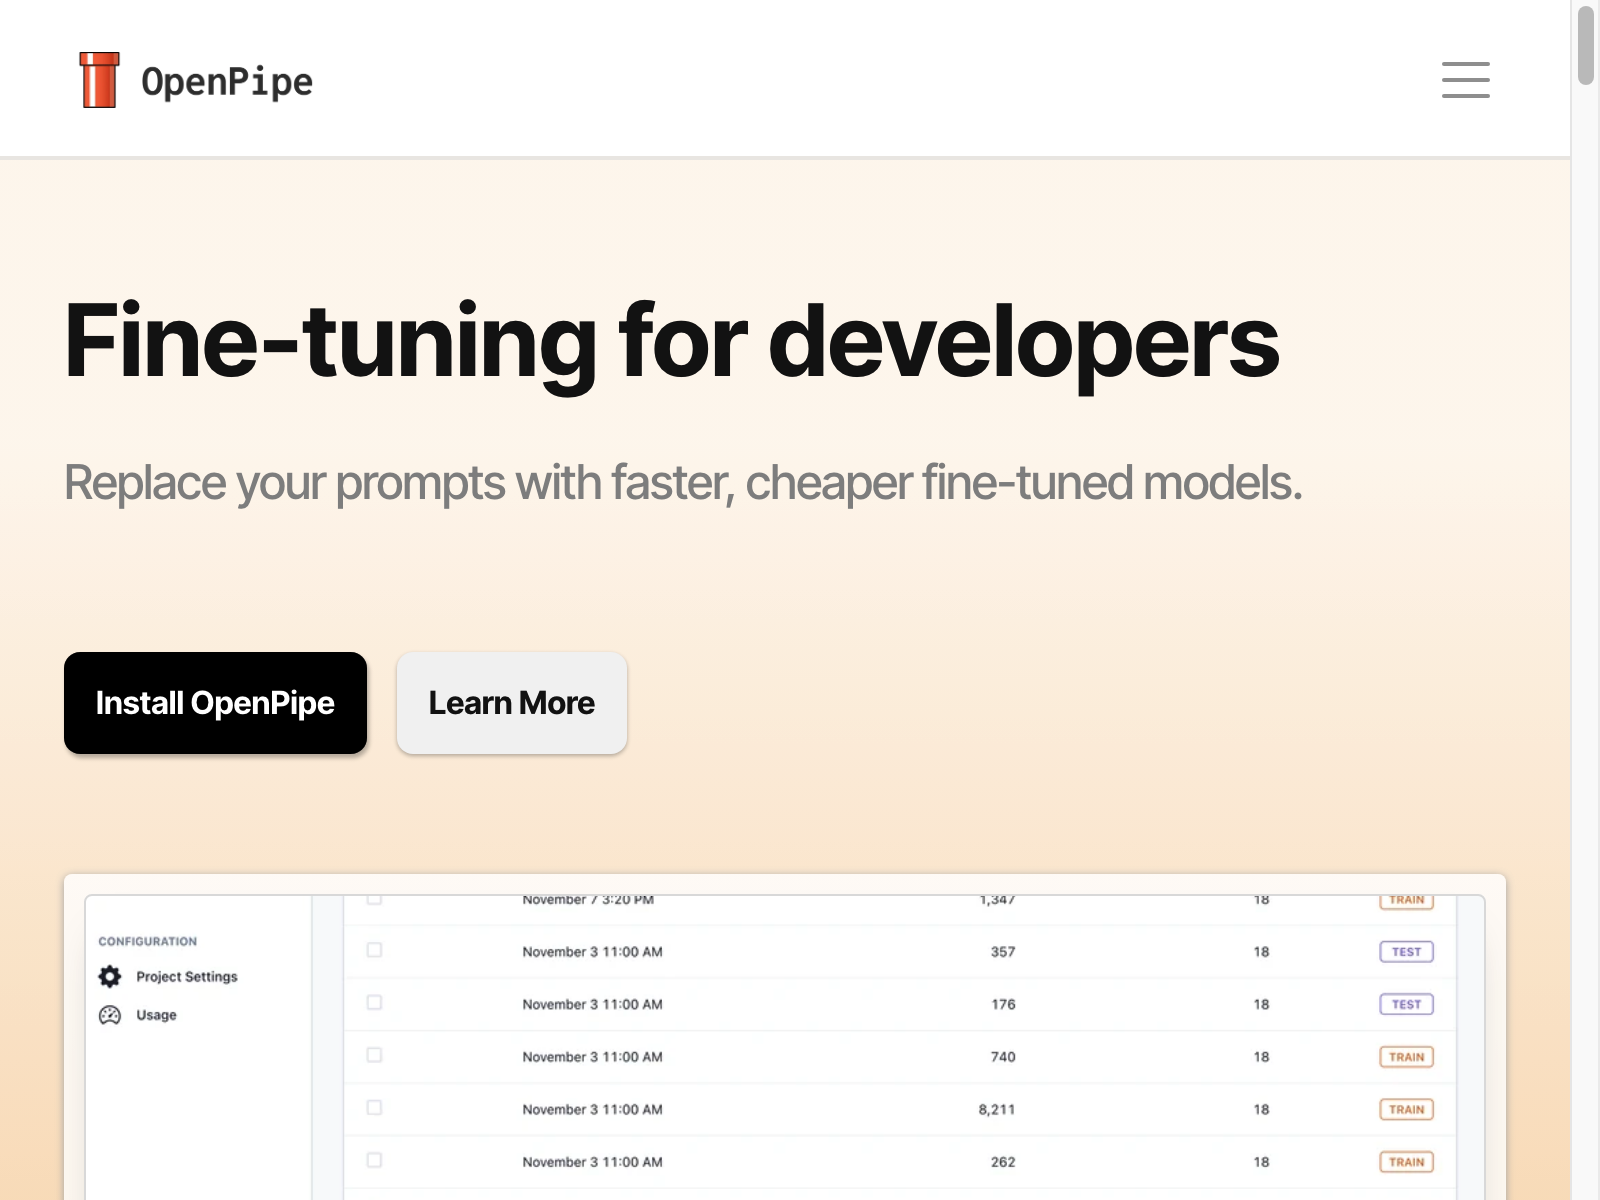 OpenPipe
Fine-tuning for developers
Replace your prompts with faster, cheaper fine-tuned models.
Install OpenPipe
Learn More
November 7 3:20 PM 1,347 18 TRAIN
CONFIGURATION
November 3 11:00 AM 357 18 TEST
Project Settings
November 3 11:00 AM 176 18 TEST
Usage
November 3 11:00 AM 740 18 TRAIN
November 3 11:00 AM 8,211 18 TRAIN
November 3 11:00 AM 262 18 TRAIN